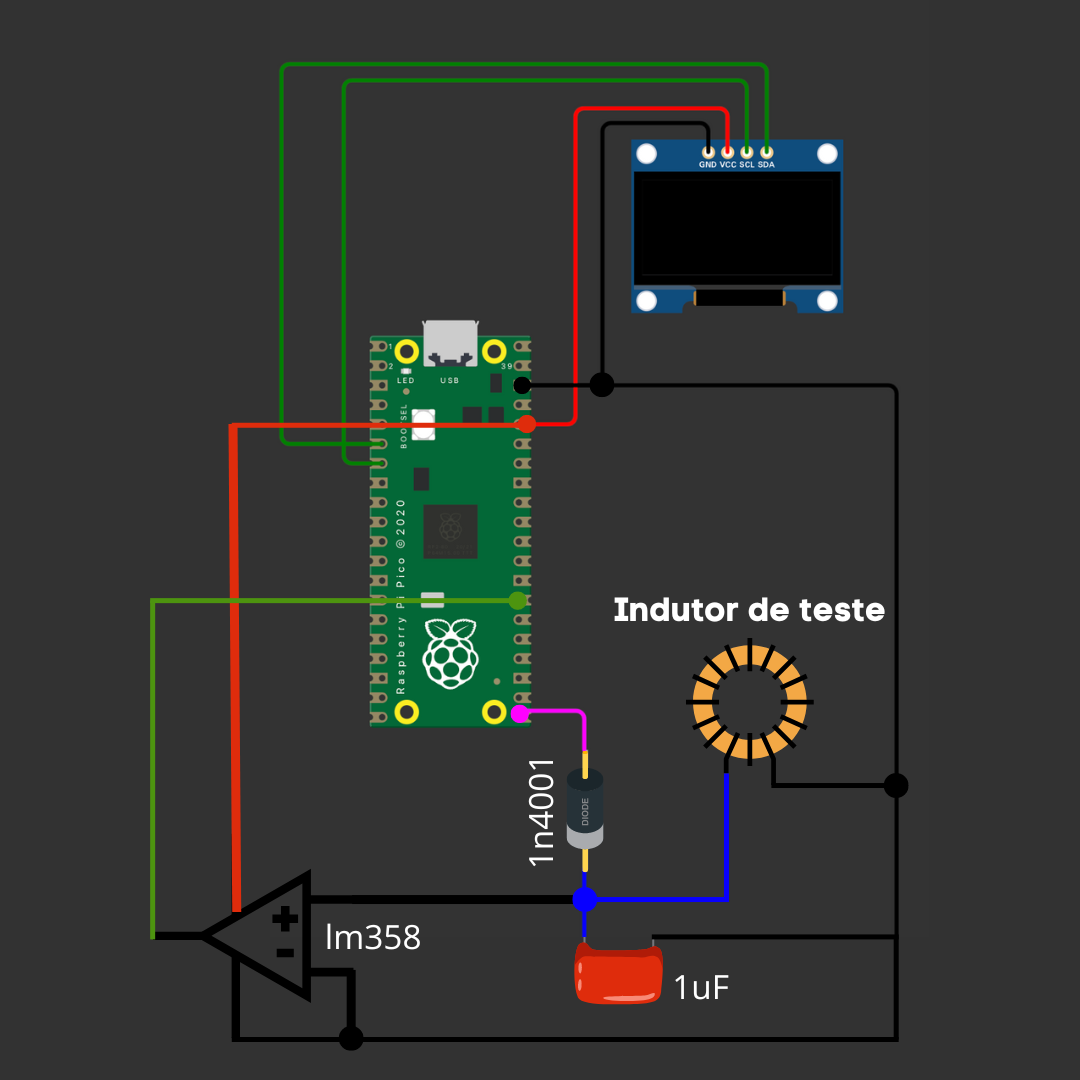 GND VCC SCL SDA
1
2
39
LED
USB
BOOTSEL
Raspberry Pi Pico © 2020
Indutor de teste
1n4001
DIODE
+
-
lm358
1uF